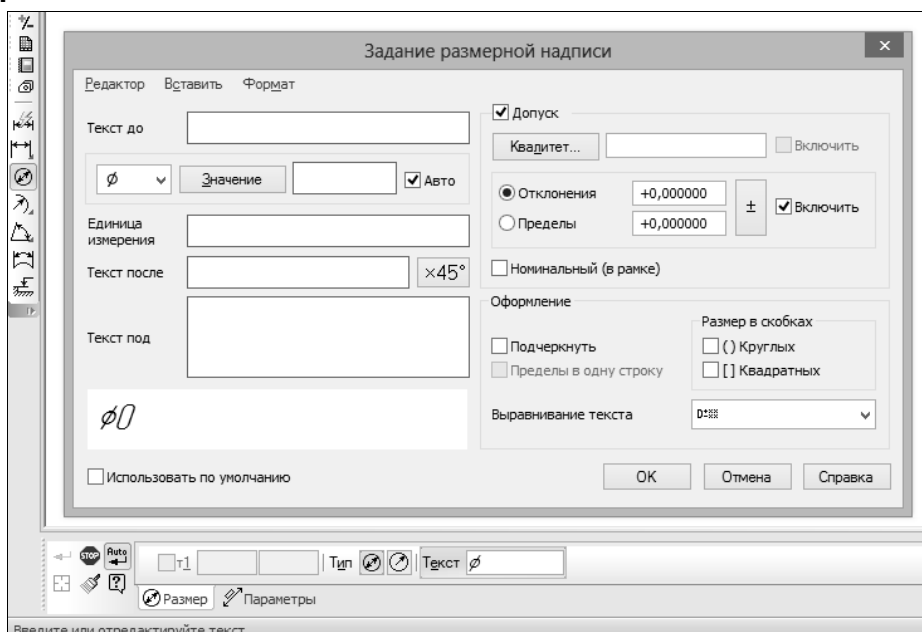 Задание размерной надписи
Редактор Вставить Формат
Текст до
Ø Значение Авто
Единица
измерения
Текст после ×45°
Текст под
Ø0
Использовать по умолчанию
Допуск
Квалитет... Включить
Отклонения +0,000000
± Включить
Пределы +0,000000
Номинальный (в рамке)
Оформление
Подчеркнуть
Пределы в одну строку
Размер в скобках
( ) Круглых
[ ] Квадратных
Выравнивание текста
OK Отмена Справка
STOP Auto
т1 Тип Текст Ø
Размер Параметры
Введите или отредактируйте текст